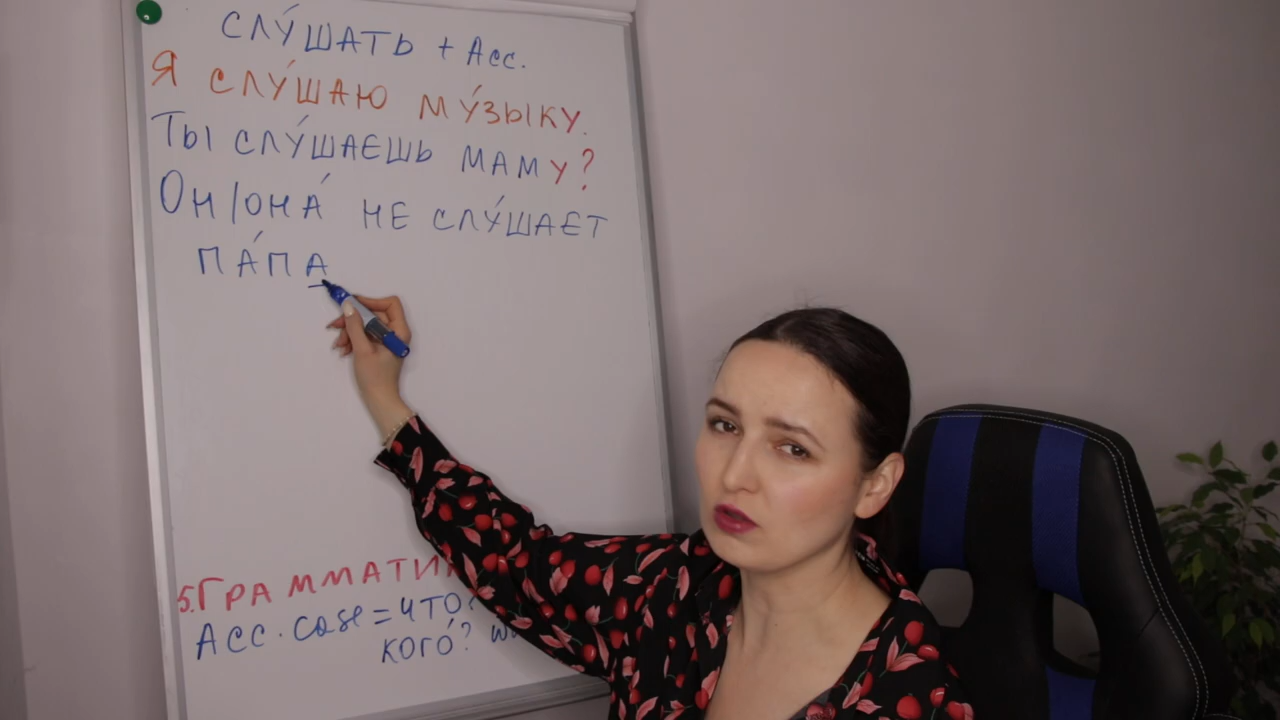 СЛУ́ШАТЬ + Acc.
Я СЛУ́ШАЮ МУ́ЗЫКУ.
ТЫ СЛУ́ШАЕШЬ МАМУ?
ОН/ОНА́ НЕ СЛУ́ШАЕТ
ПА́ПА
5. ГРАММАТИ
Acc. case = ЧТО?
КОГО́?